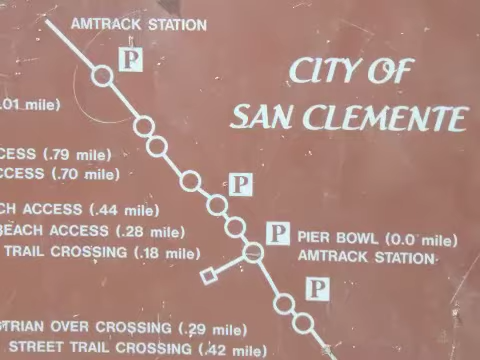 AMTRACK STATION
P
CITY OF
SAN CLEMENTE
.01 mile)
CESS (.79 mile)
CCESS (.70 mile)
P
CH ACCESS (.44 mile)
BEACH ACCESS (.28 mile)
TRAIL CROSSING (.18 mile)
P PIER BOWL (0.0 mile)
AMTRACK STATION
P
TRIAN OVER CROSSING (.29 mile)
STREET TRAIL CROSSING (.42 mile)